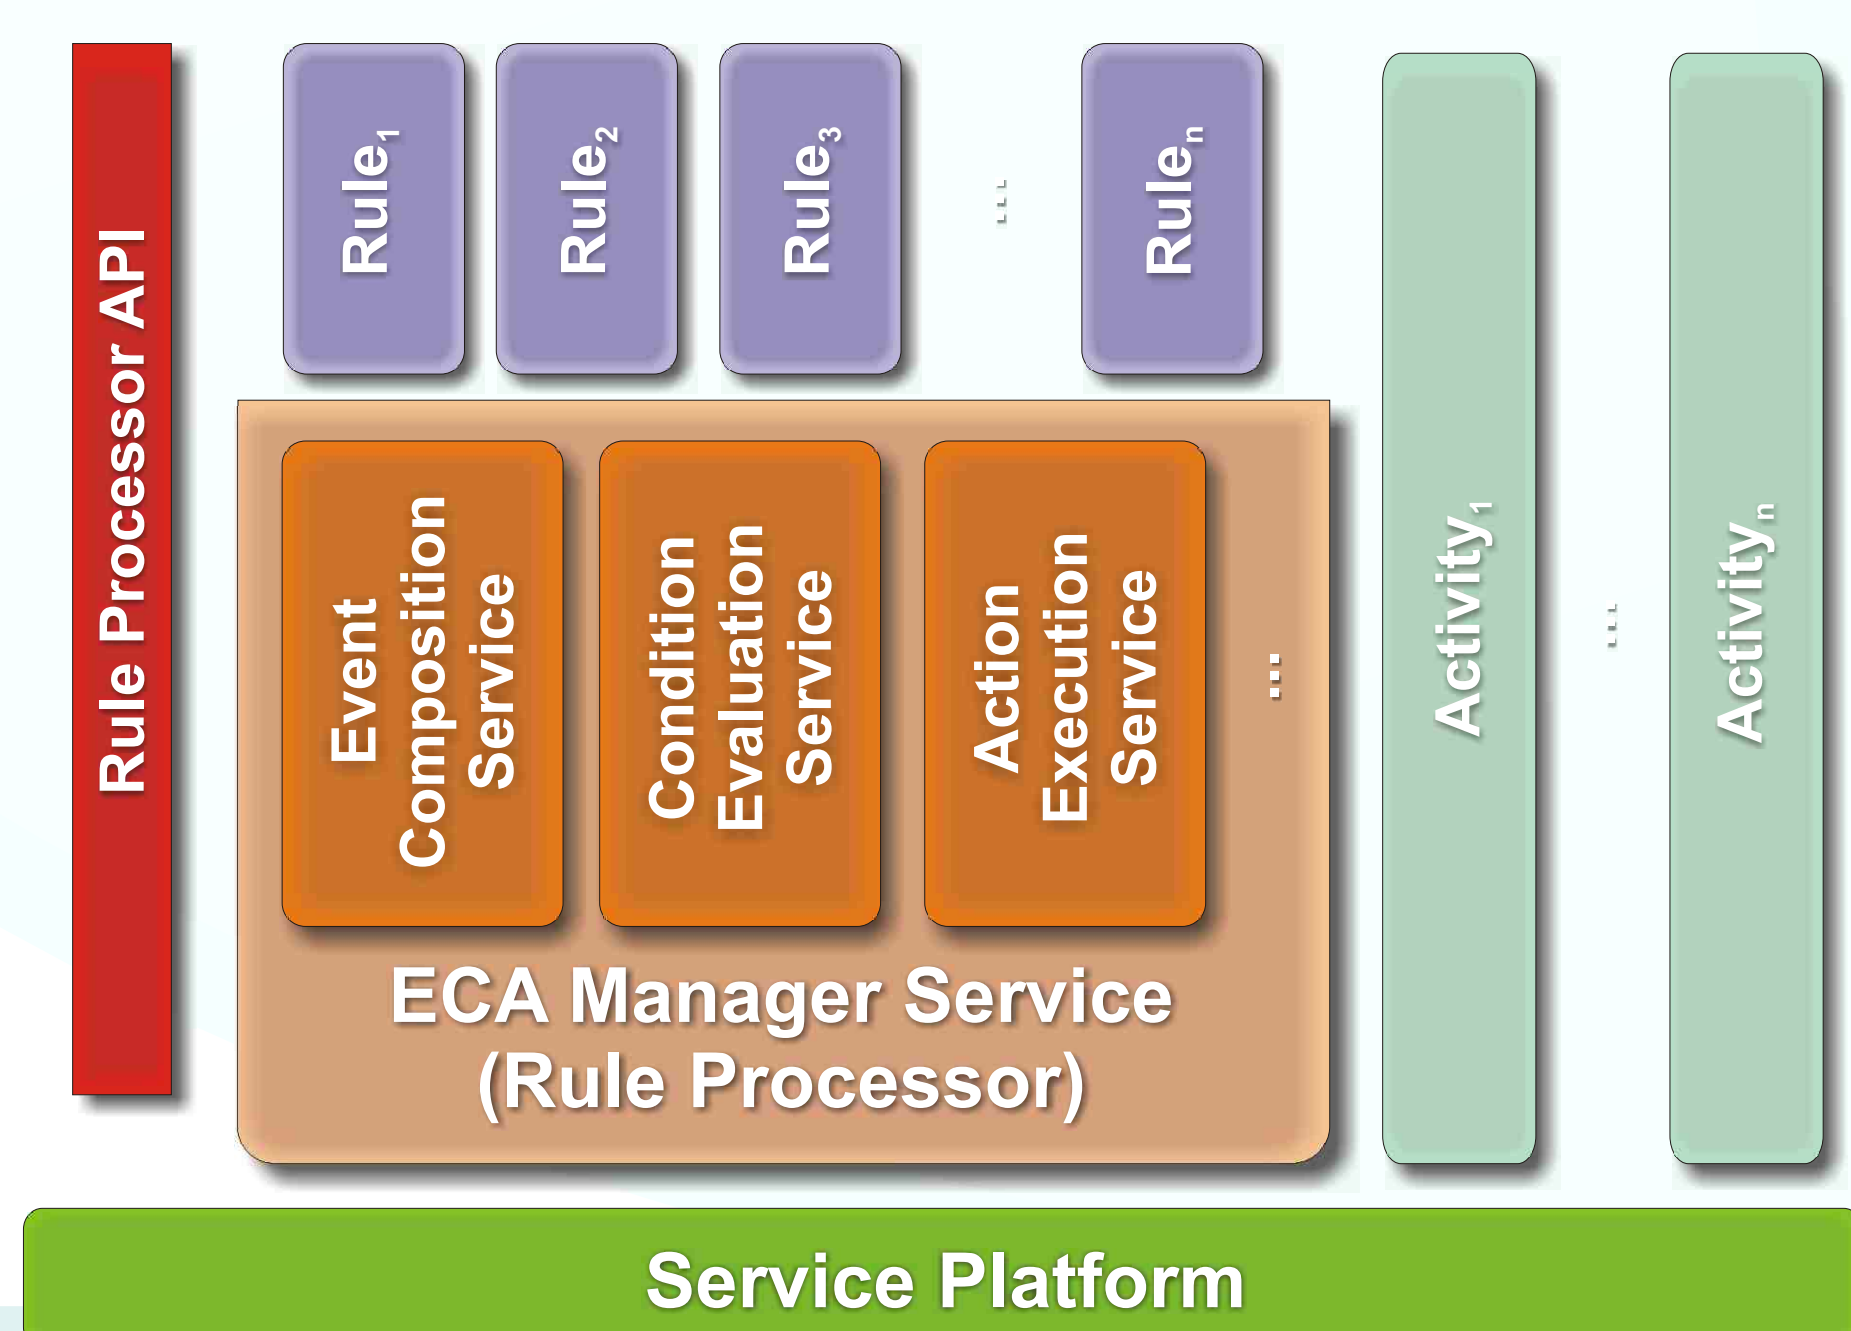 Rule Processor API
Rule1
Rule2
Rule3
...
Rulen
Event
Composition
Service
Condition
Evaluation
Service
Action
Execution
Service
...
ECA Manager Service
(Rule Processor)
Activity1
...
Activityn
Service Platform